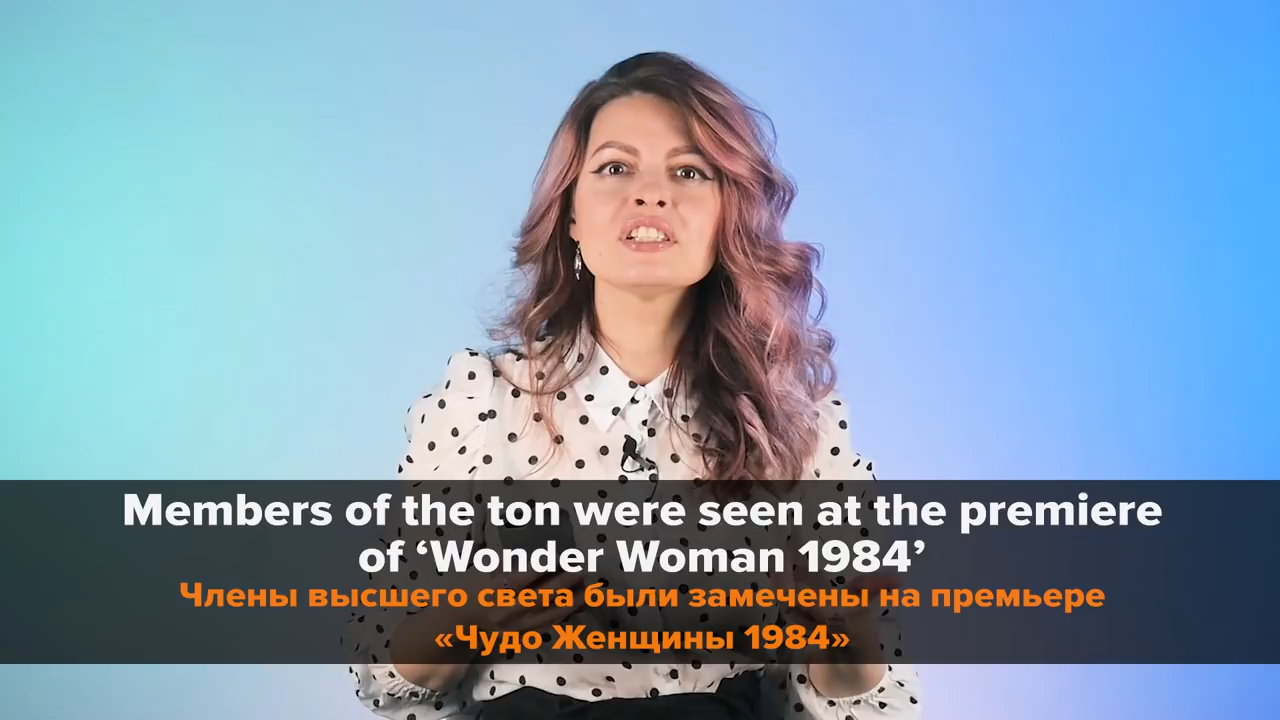 Members of the ton were seen at the premiere
of ‘Wonder Woman 1984’
Члены высшего света были замечены на премьере
«Чудо Женщины 1984»